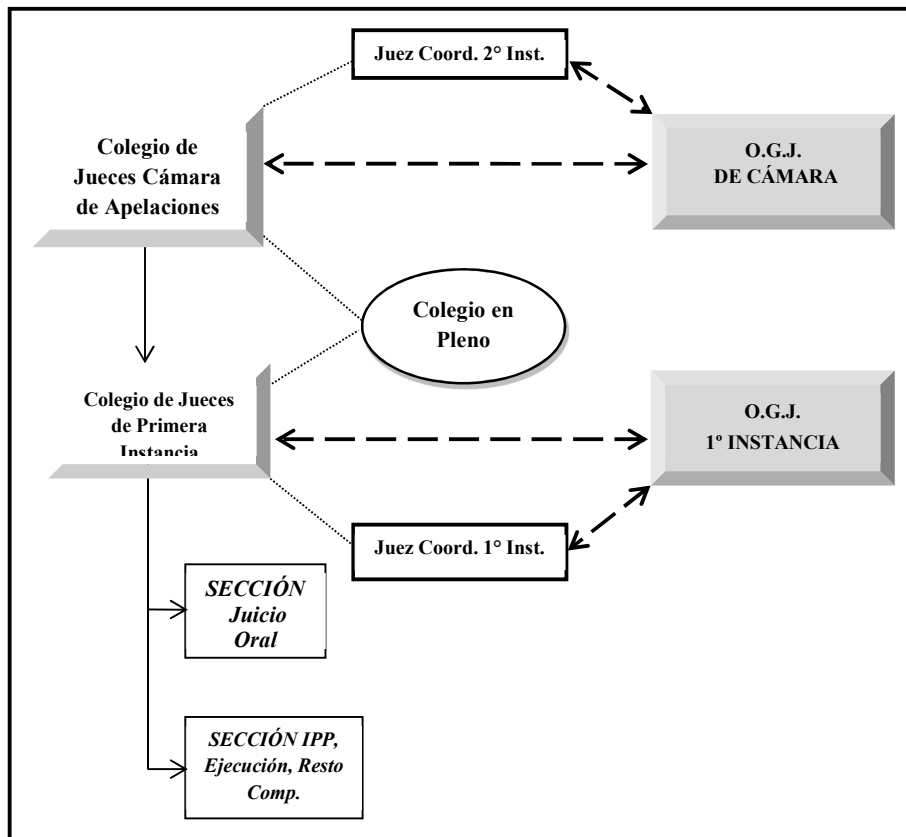 Juez Coord. 2° Inst.
Colegio de
Jueces Cámara
de Apelaciones
O.G.J.
DE CÁMARA
Colegio en
Pleno
Colegio de Jueces
de Primera
Instancia
O.G.J.
1º INSTANCIA
Juez Coord. 1° Inst.
SECCIÓN
Juicio
Oral
SECCIÓN IPP,
Ejecución, Resto
Comp.